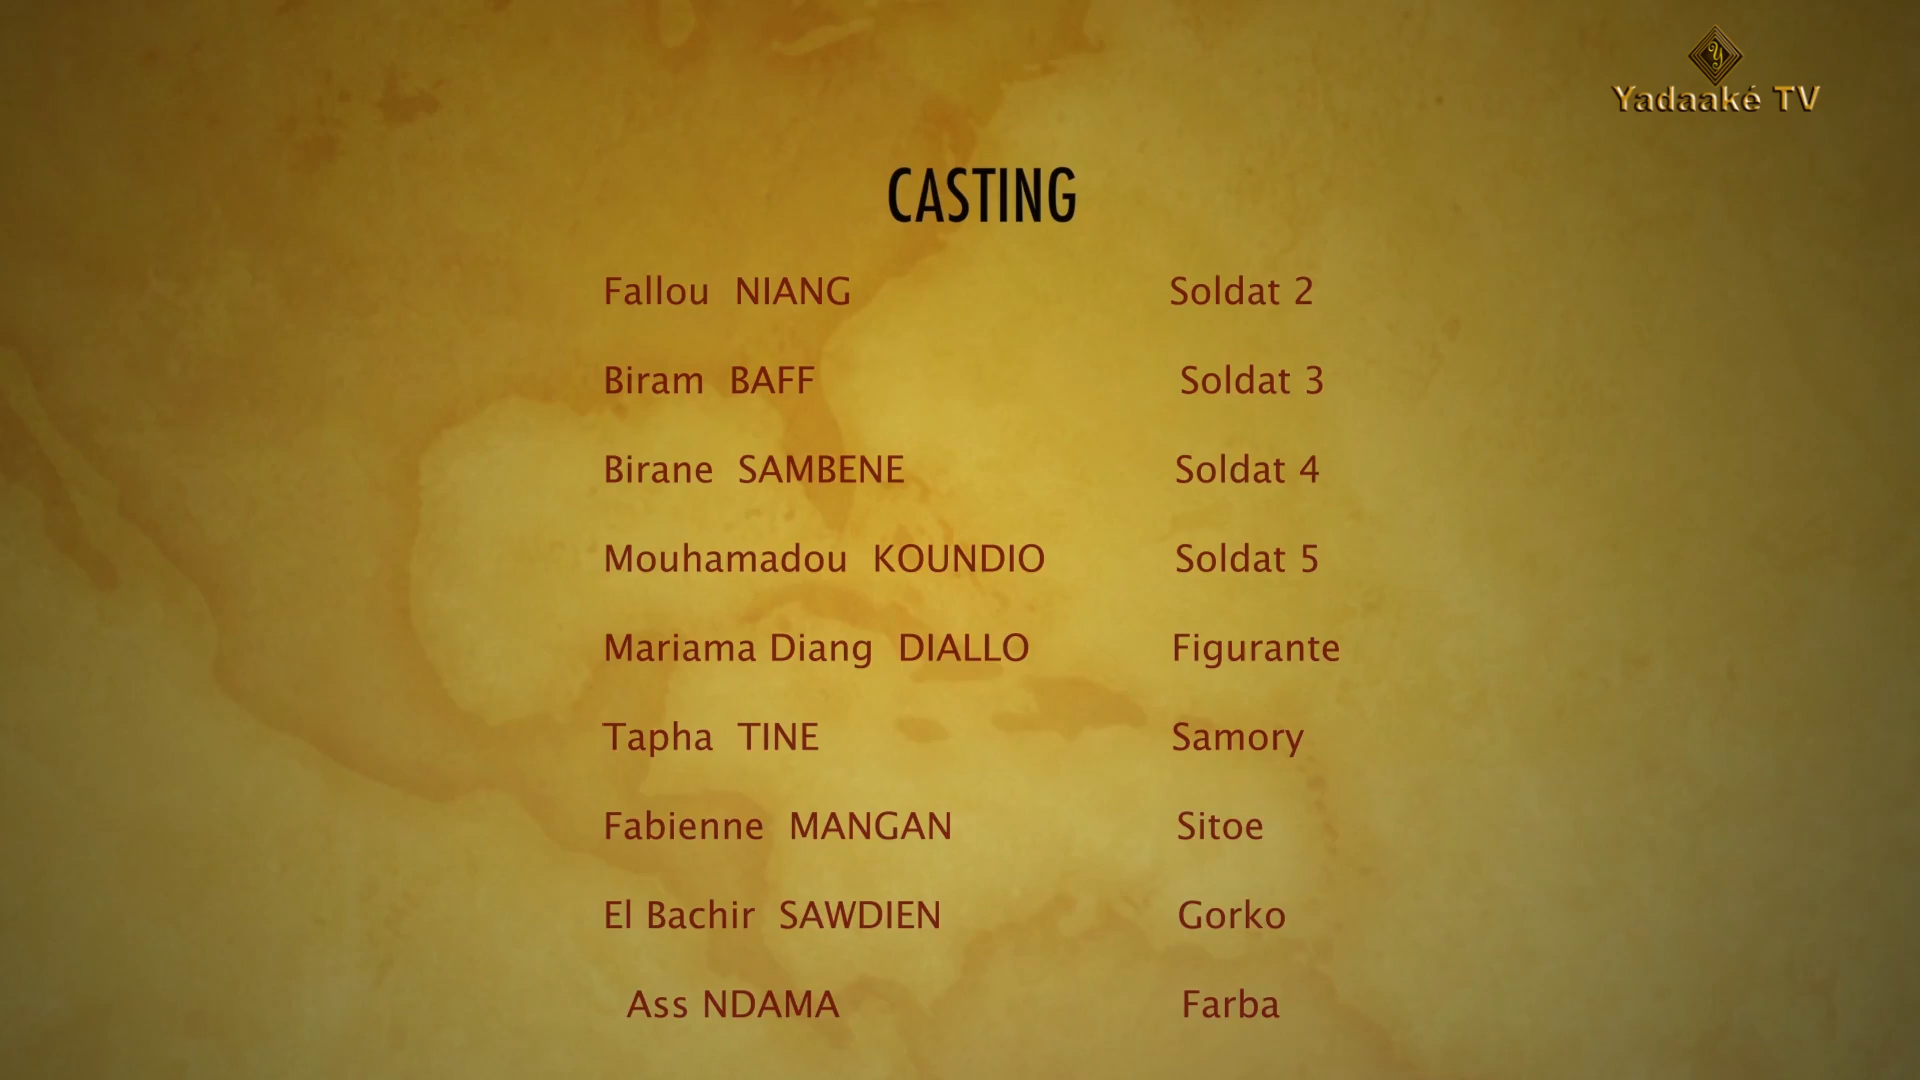 Yadaaké TV
CASTING
Fallou NIANG Soldat 2
Biram BAFF Soldat 3
Birane SAMBENE Soldat 4
Mouhamadou KOUNDIO Soldat 5
Mariama Diang DIALLO Figurante
Tapha TINE Samory
Fabienne MANGAN Sitoe
El Bachir SAWDIEN Gorko
Ass NDAMA Farba